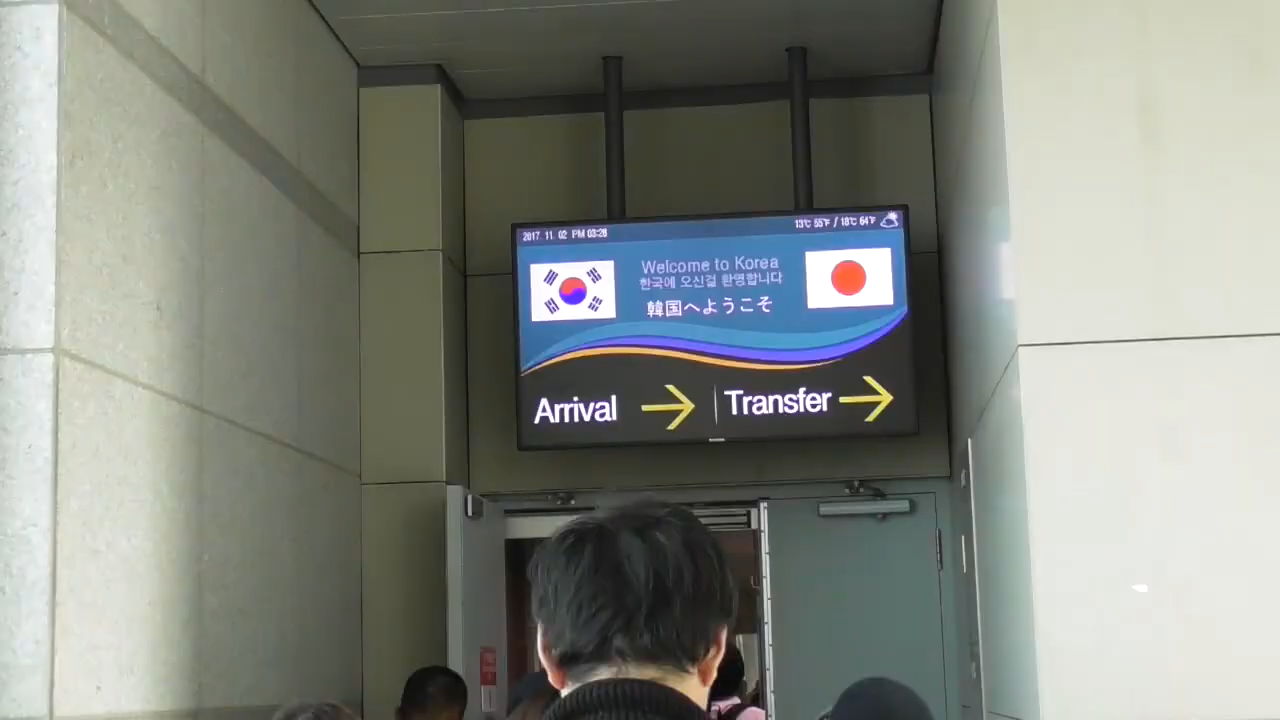 2017. 11. 02 PM 03:28
13℃ 55℉ / 18℃ 64℉
Welcome to Korea
한국에 오신걸 환영합니다
韓国へようこそ
Arrival → | Transfer →